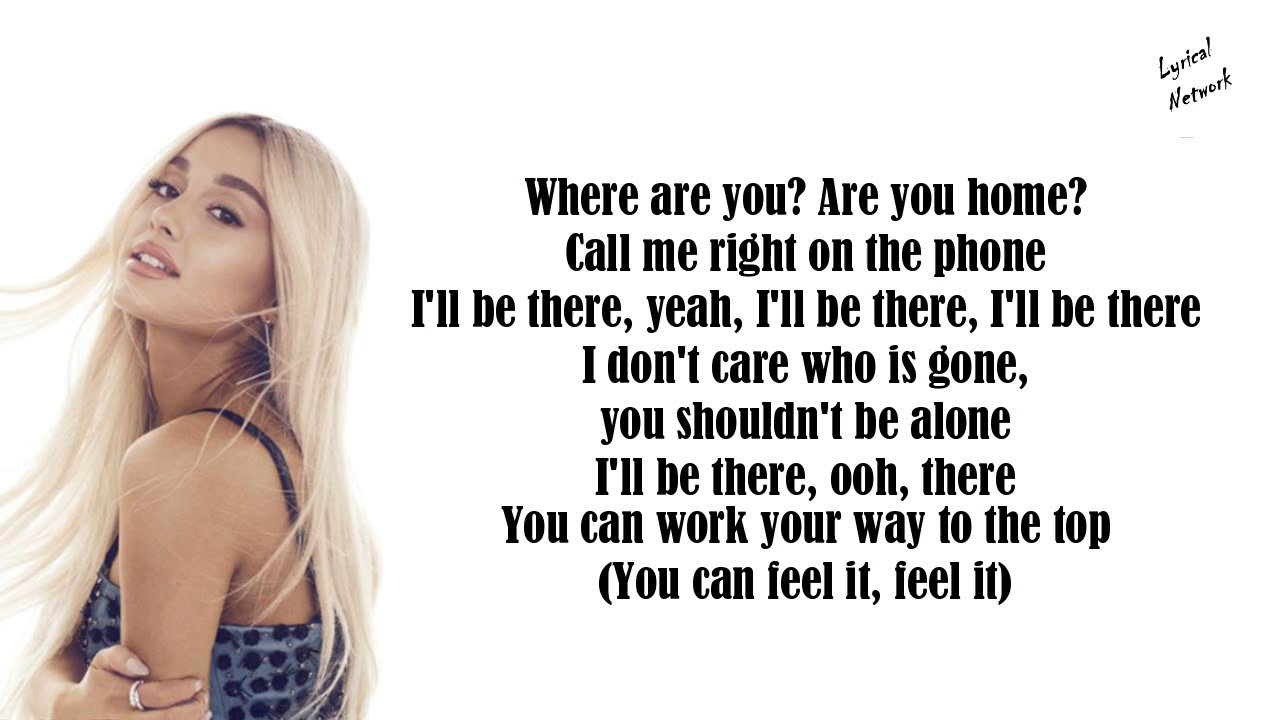 Lyrical
Network
Where are you? Are you home?
Call me right on the phone
I'll be there, yeah, I'll be there, I'll be there
I don't care who is gone,
you shouldn't be alone
I'll be there, ooh, there
You can work your way to the top
(You can feel it, feel it)